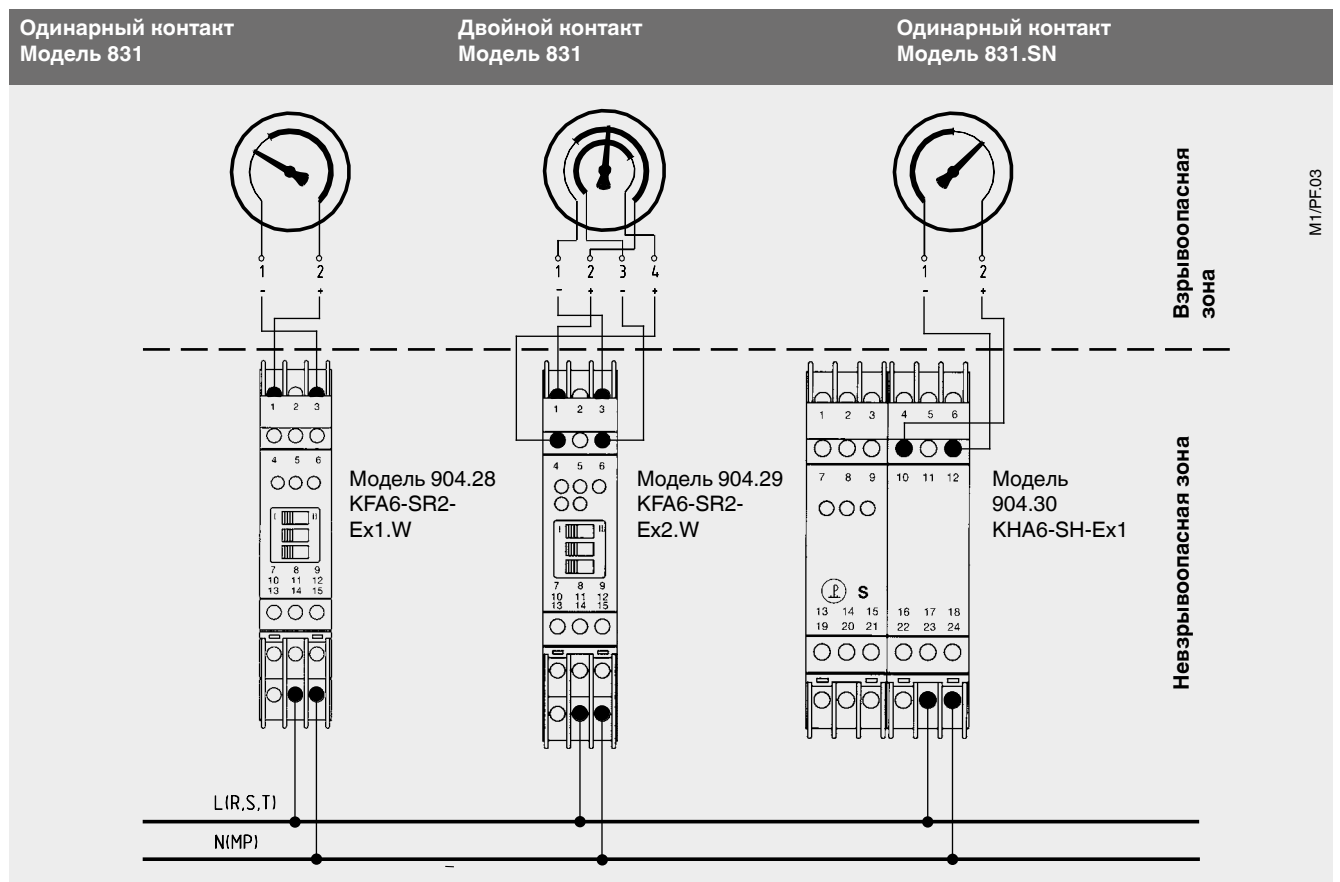 Одинарный контакт
Модель 831
Двойной контакт
Модель 831
Одинарный контакт
Модель 831.SN
Взрывоопасная
зона
M1/PF.03
1 2
- +
1 2 3 4
- + - +
1 2
- +
1 2 3
4 5 6
I II
7 8 9
10 11 12
13 14 15
Модель 904.28
KFA6-SR2-
Ex1.W
1 2 3
4 5 6
I II
7 8 9
10 11 12
13 14 15
Модель 904.29
KFA6-SR2-
Ex2.W
1 2 3 4 5 6
7 8 9 10 11 12
S
13 14 15 16 17 18
19 20 21 22 23 24
Модель
904.30
KHA6-SH-Ex1
Невзрывоопасная зона
L(R,S,T)
N(MP)